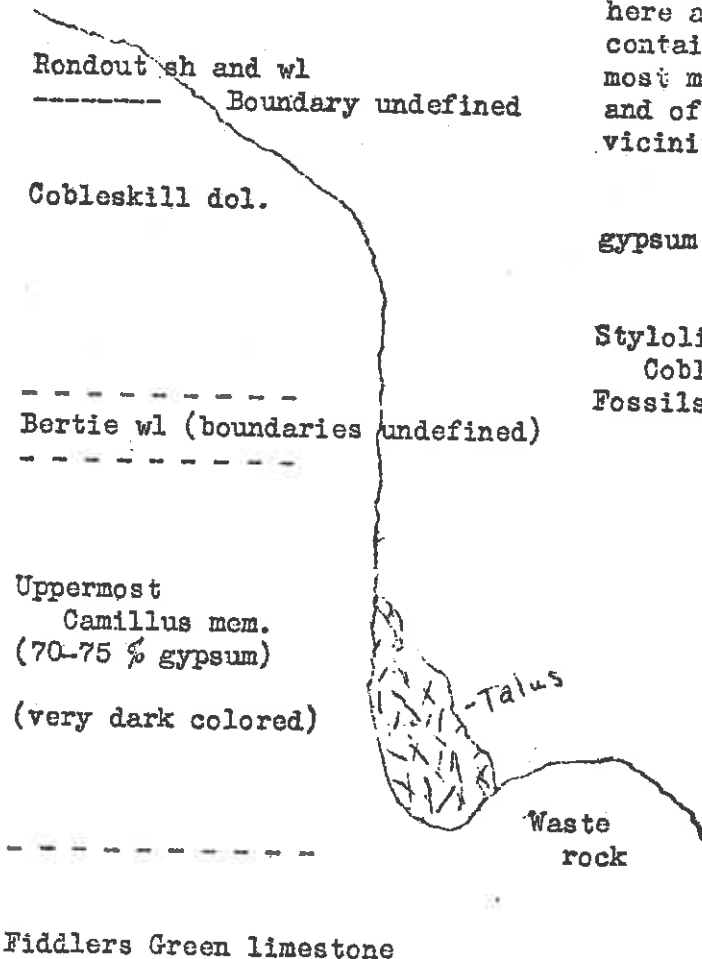 Rondout sh and wl
Boundary undefined
Cobleskill dol.
Bertie wl (boundaries undefined)
Uppermost
Camillus mem.
(70-75 % gypsum)
(very dark colored)
Fiddlers Green limestone
-Talus
Waste
rock
here a
contai
most m
and of
vicini
gypsum
Styloli
Cobl
Fossils